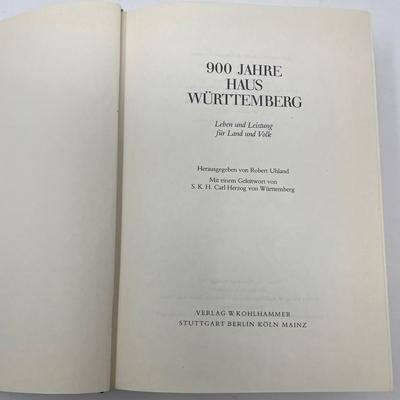 900 JAHRE
HAUS
WÜRTTEMBERG
Leben und Leistung
für Land und Volk
Herausgegeben von Robert Uhland
Mit einem Geleitwort von
S. K. H. Carl Herzog von Württemberg
VERLAG W. KOHLHAMMER
STUTTGART BERLIN KÖLN MAINZ